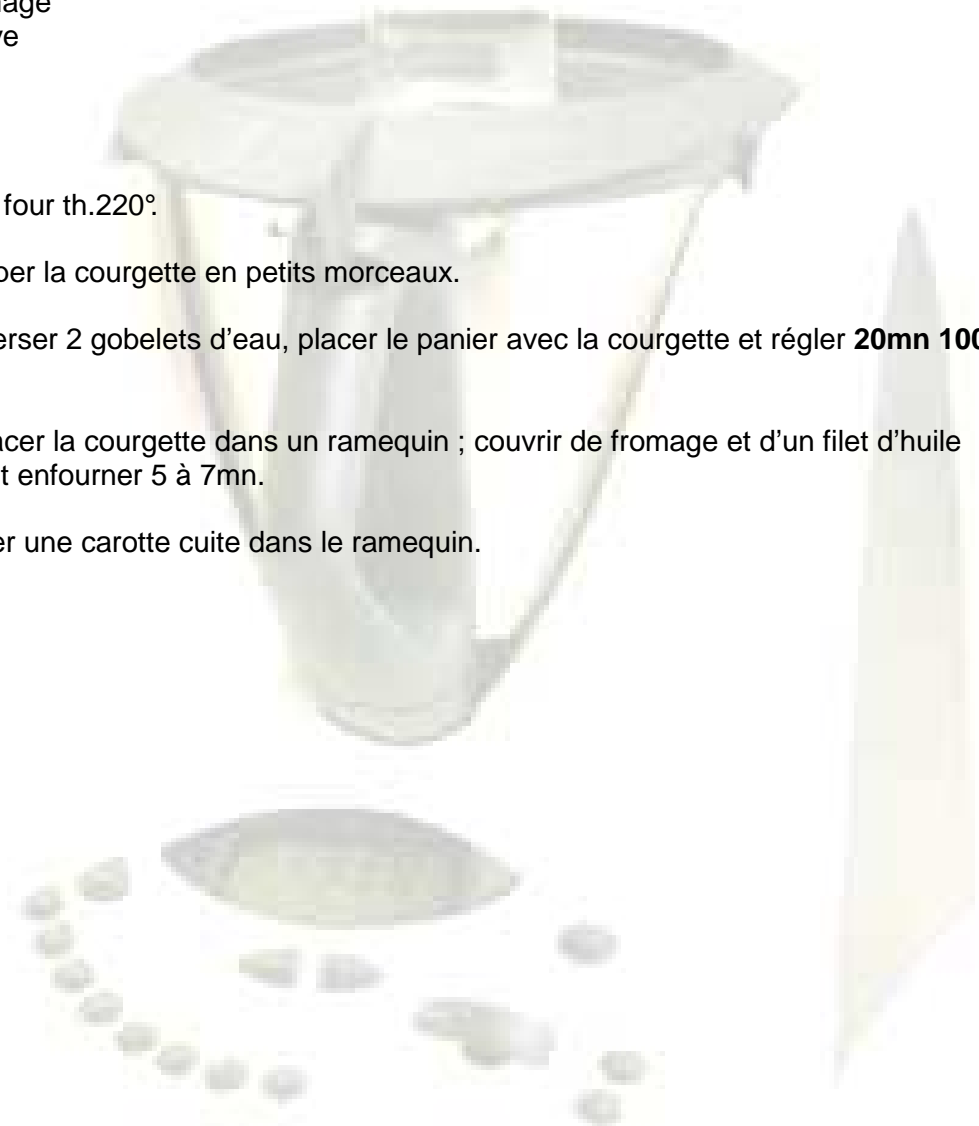 age
ve
four th.220°.
per la courgette en petits morceaux.
erser 2 gobelets d'eau, placer le panier avec la courgette et régler 20mn 100
acer la courgette dans un ramequin ; couvrir de fromage et d'un filet d'huile
t enfourner 5 à 7mn.
er une carotte cuite dans le ramequin.